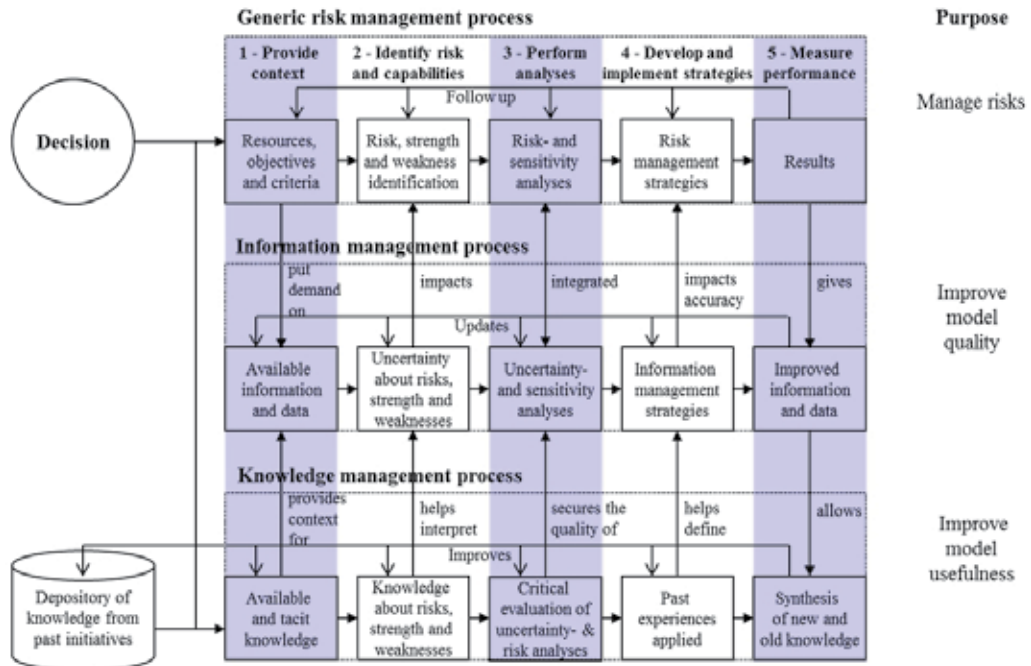 Generic risk management process
Purpose
1 - Provide
context
2 - Identify risk
and capabilities
3 - Perform
analyses
4 - Develop and
implement strategies
5 - Measure
performance
Follow up
Manage risks
Decision
Resources,
objectives
and criteria
Risk, strength
and weakness
identification
Risk- and
sensitivity
analyses
Risk
management
strategies
Results
Information management process
put
demand
on
impacts
integrated
impacts
accuracy
gives
Improve
model
quality
Updates
Available
information
and data
Uncertainty
about risks,
strength and
weaknesses
Uncertainty-
and sensitivity
analyses
Information
management
strategies
Improved
information
and data
Knowledge management process
provides
context
for
helps
interpret
secures the
quality of
helps
define
allows
Improve
model
usefulness
Improves
Depository of
knowledge from
past initiatives
Available
and tacit
knowledge
Knowledge
about risks,
strength and
weaknesses
Critical
evaluation of
uncertainty- &
risk analyses
Past
experiences
applied
Synthesis
of new and
old knowledge